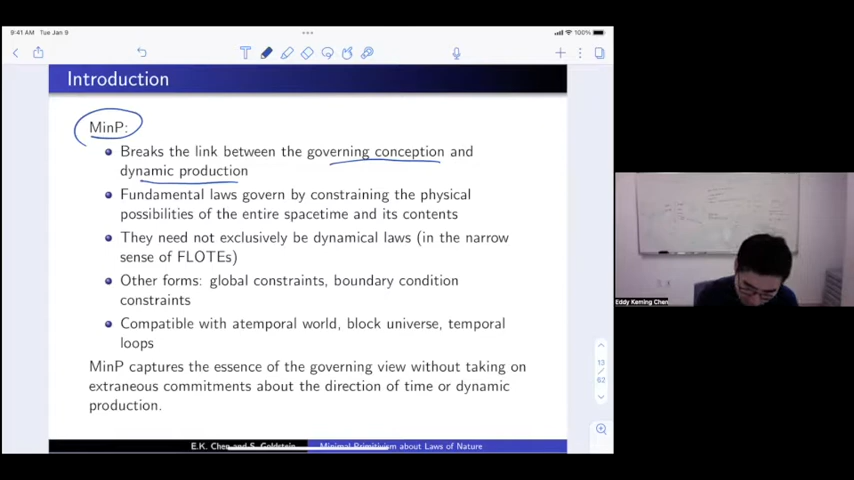 9:41 AM Tue Jan 9
100%
Introduction
MinP:
Breaks the link between the governing conception and
dynamic production
Fundamental laws govern by constraining the physical
possibilities of the entire spacetime and its contents
They need not exclusively be dynamical laws (in the narrow
sense of FLOTEs)
Other forms: global constraints, boundary condition
constraints
Compatible with atemporal world, block universe, temporal
loops
MinP captures the essence of the governing view without taking on
extraneous commitments about the direction of time or dynamic
production.
E.K. Chen and S. Goldstein
Minimal Primitivism about Laws of Nature
13
/
62
Eddy Keming Chen